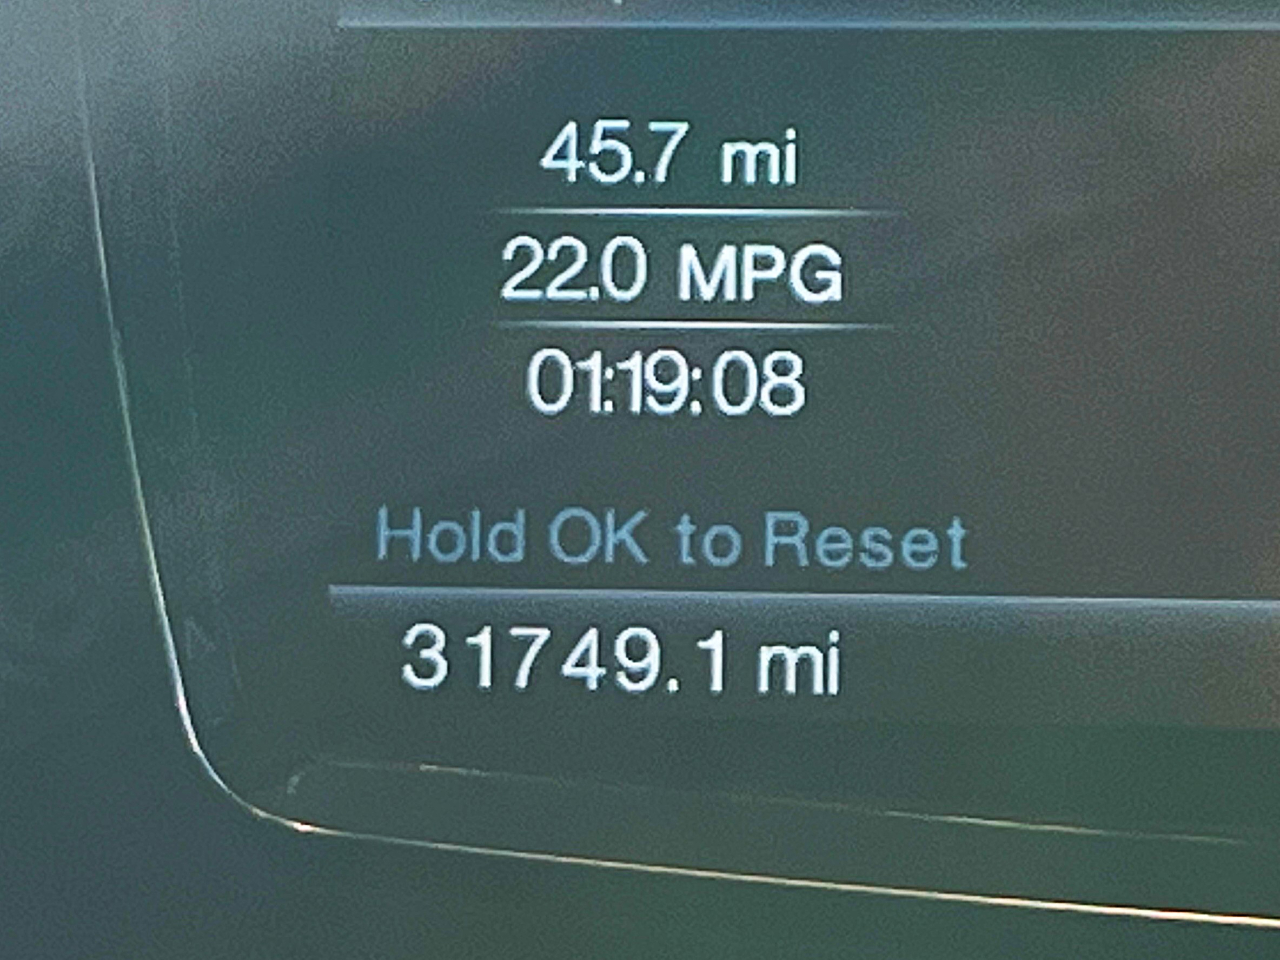 45.7 mi
22.0 MPG
01:19:08
Hold OK to Reset
31749.1 mi